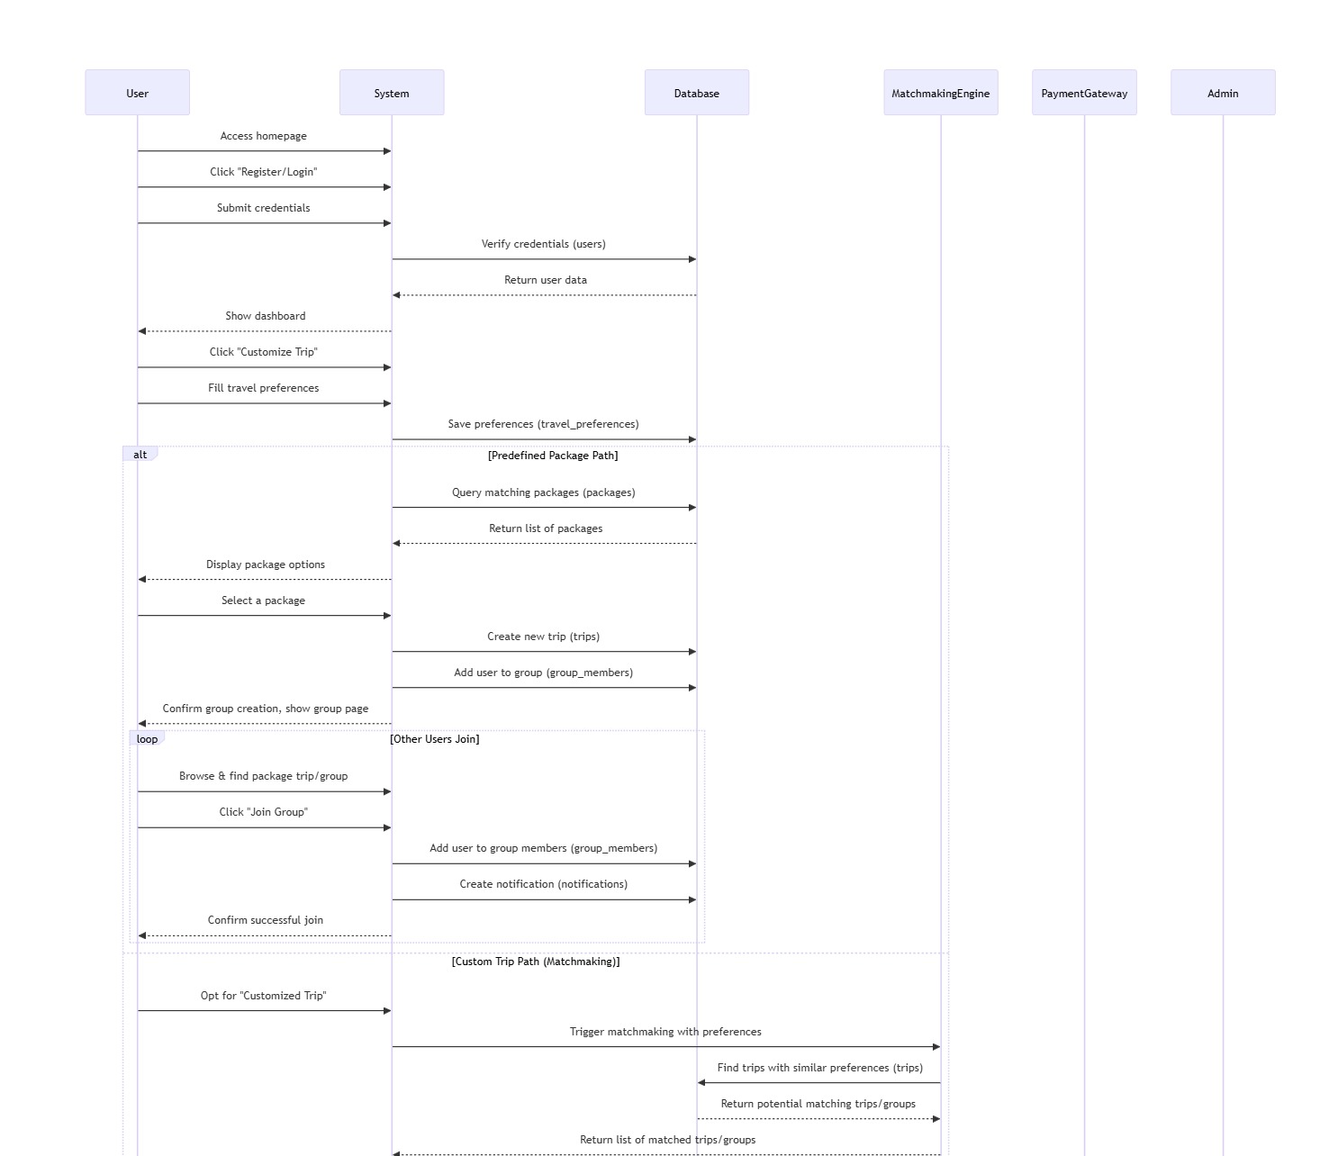 User
System
Database
MatchmakingEngine
PaymentGateway
Admin
Access homepage
Click "Register/Login"
Submit credentials
Verify credentials (users)
Return user data
Show dashboard
Click "Customize Trip"
Fill travel preferences
Save preferences (travel_preferences)
alt
[Predefined Package Path]
Query matching packages (packages)
Return list of packages
Display package options
Select a package
Create new trip (trips)
Add user to group (group_members)
Confirm group creation, show group page
loop
[Other Users Join]
Browse & find package trip/group
Click "Join Group"
Add user to group members (group_members)
Create notification (notifications)
Confirm successful join
[Custom Trip Path (Matchmaking)]
Opt for "Customized Trip"
Trigger matchmaking with preferences
Find trips with similar preferences (trips)
Return potential matching trips/groups
Return list of matched trips/groups